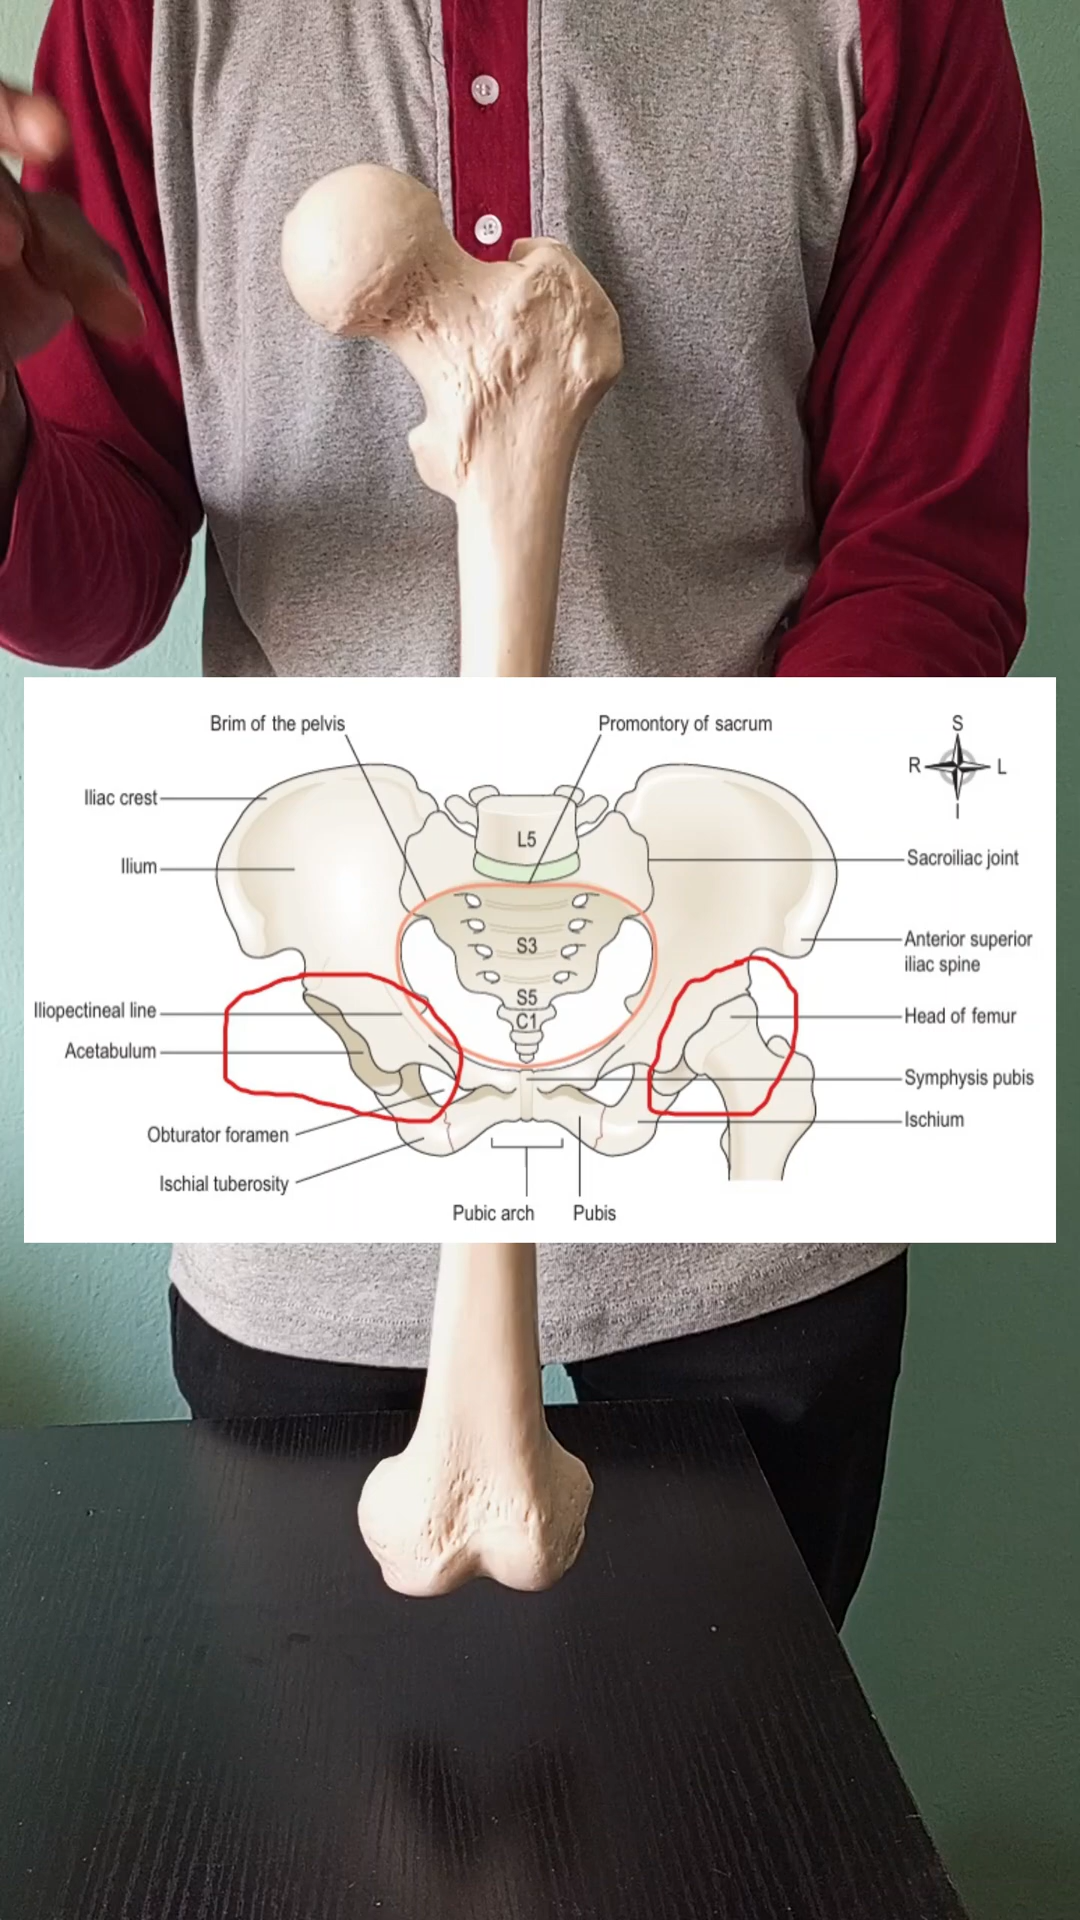 Brim of the pelvis
Promontory of sacrum
S
R
L
I
Iliac crest
Ilium
L5
Sacroiliac joint
S3
Anterior superior
iliac spine
S5
C1
Iliopectineal line
Head of femur
Acetabulum
Symphysis pubis
Obturator foramen
Ischium
Ischial tuberosity
Pubic arch
Pubis